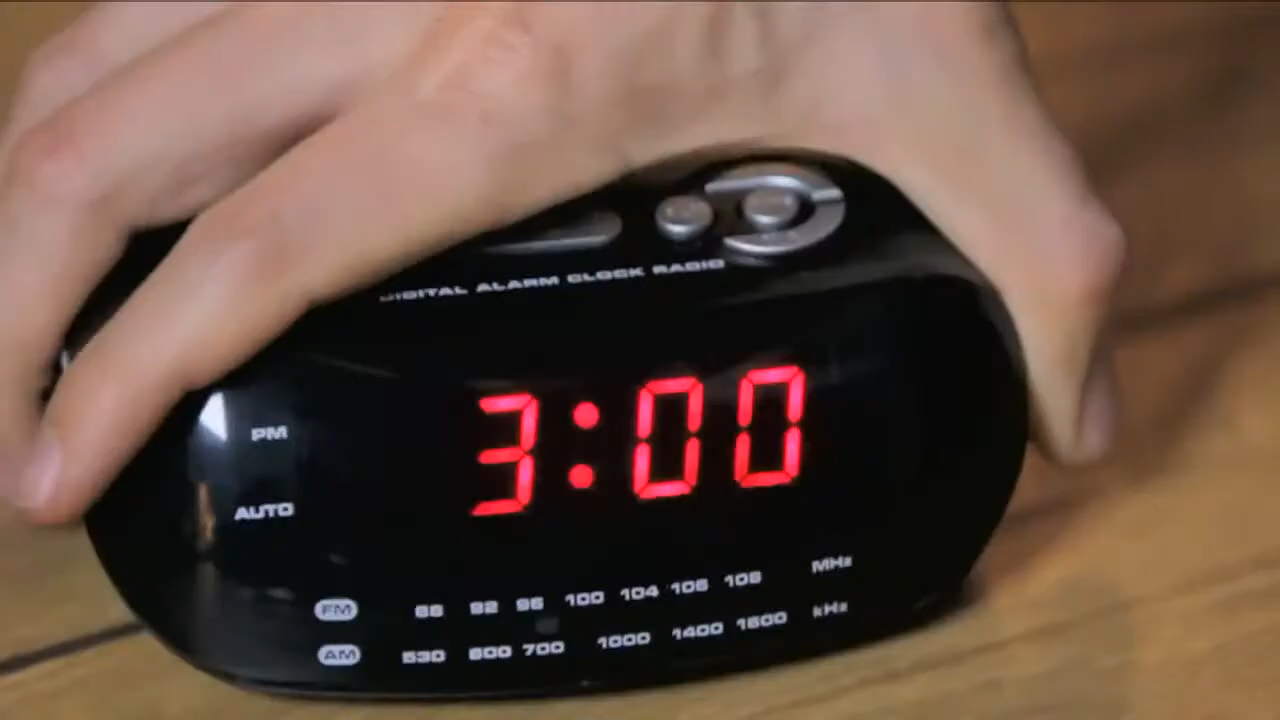 DIGITAL ALARM CLOCK RADIO
3:00
PM
AUTO
FM 88 92 96 100 104 106 108 MHz
AM 530 600 700 1000 1400 1600 kHz